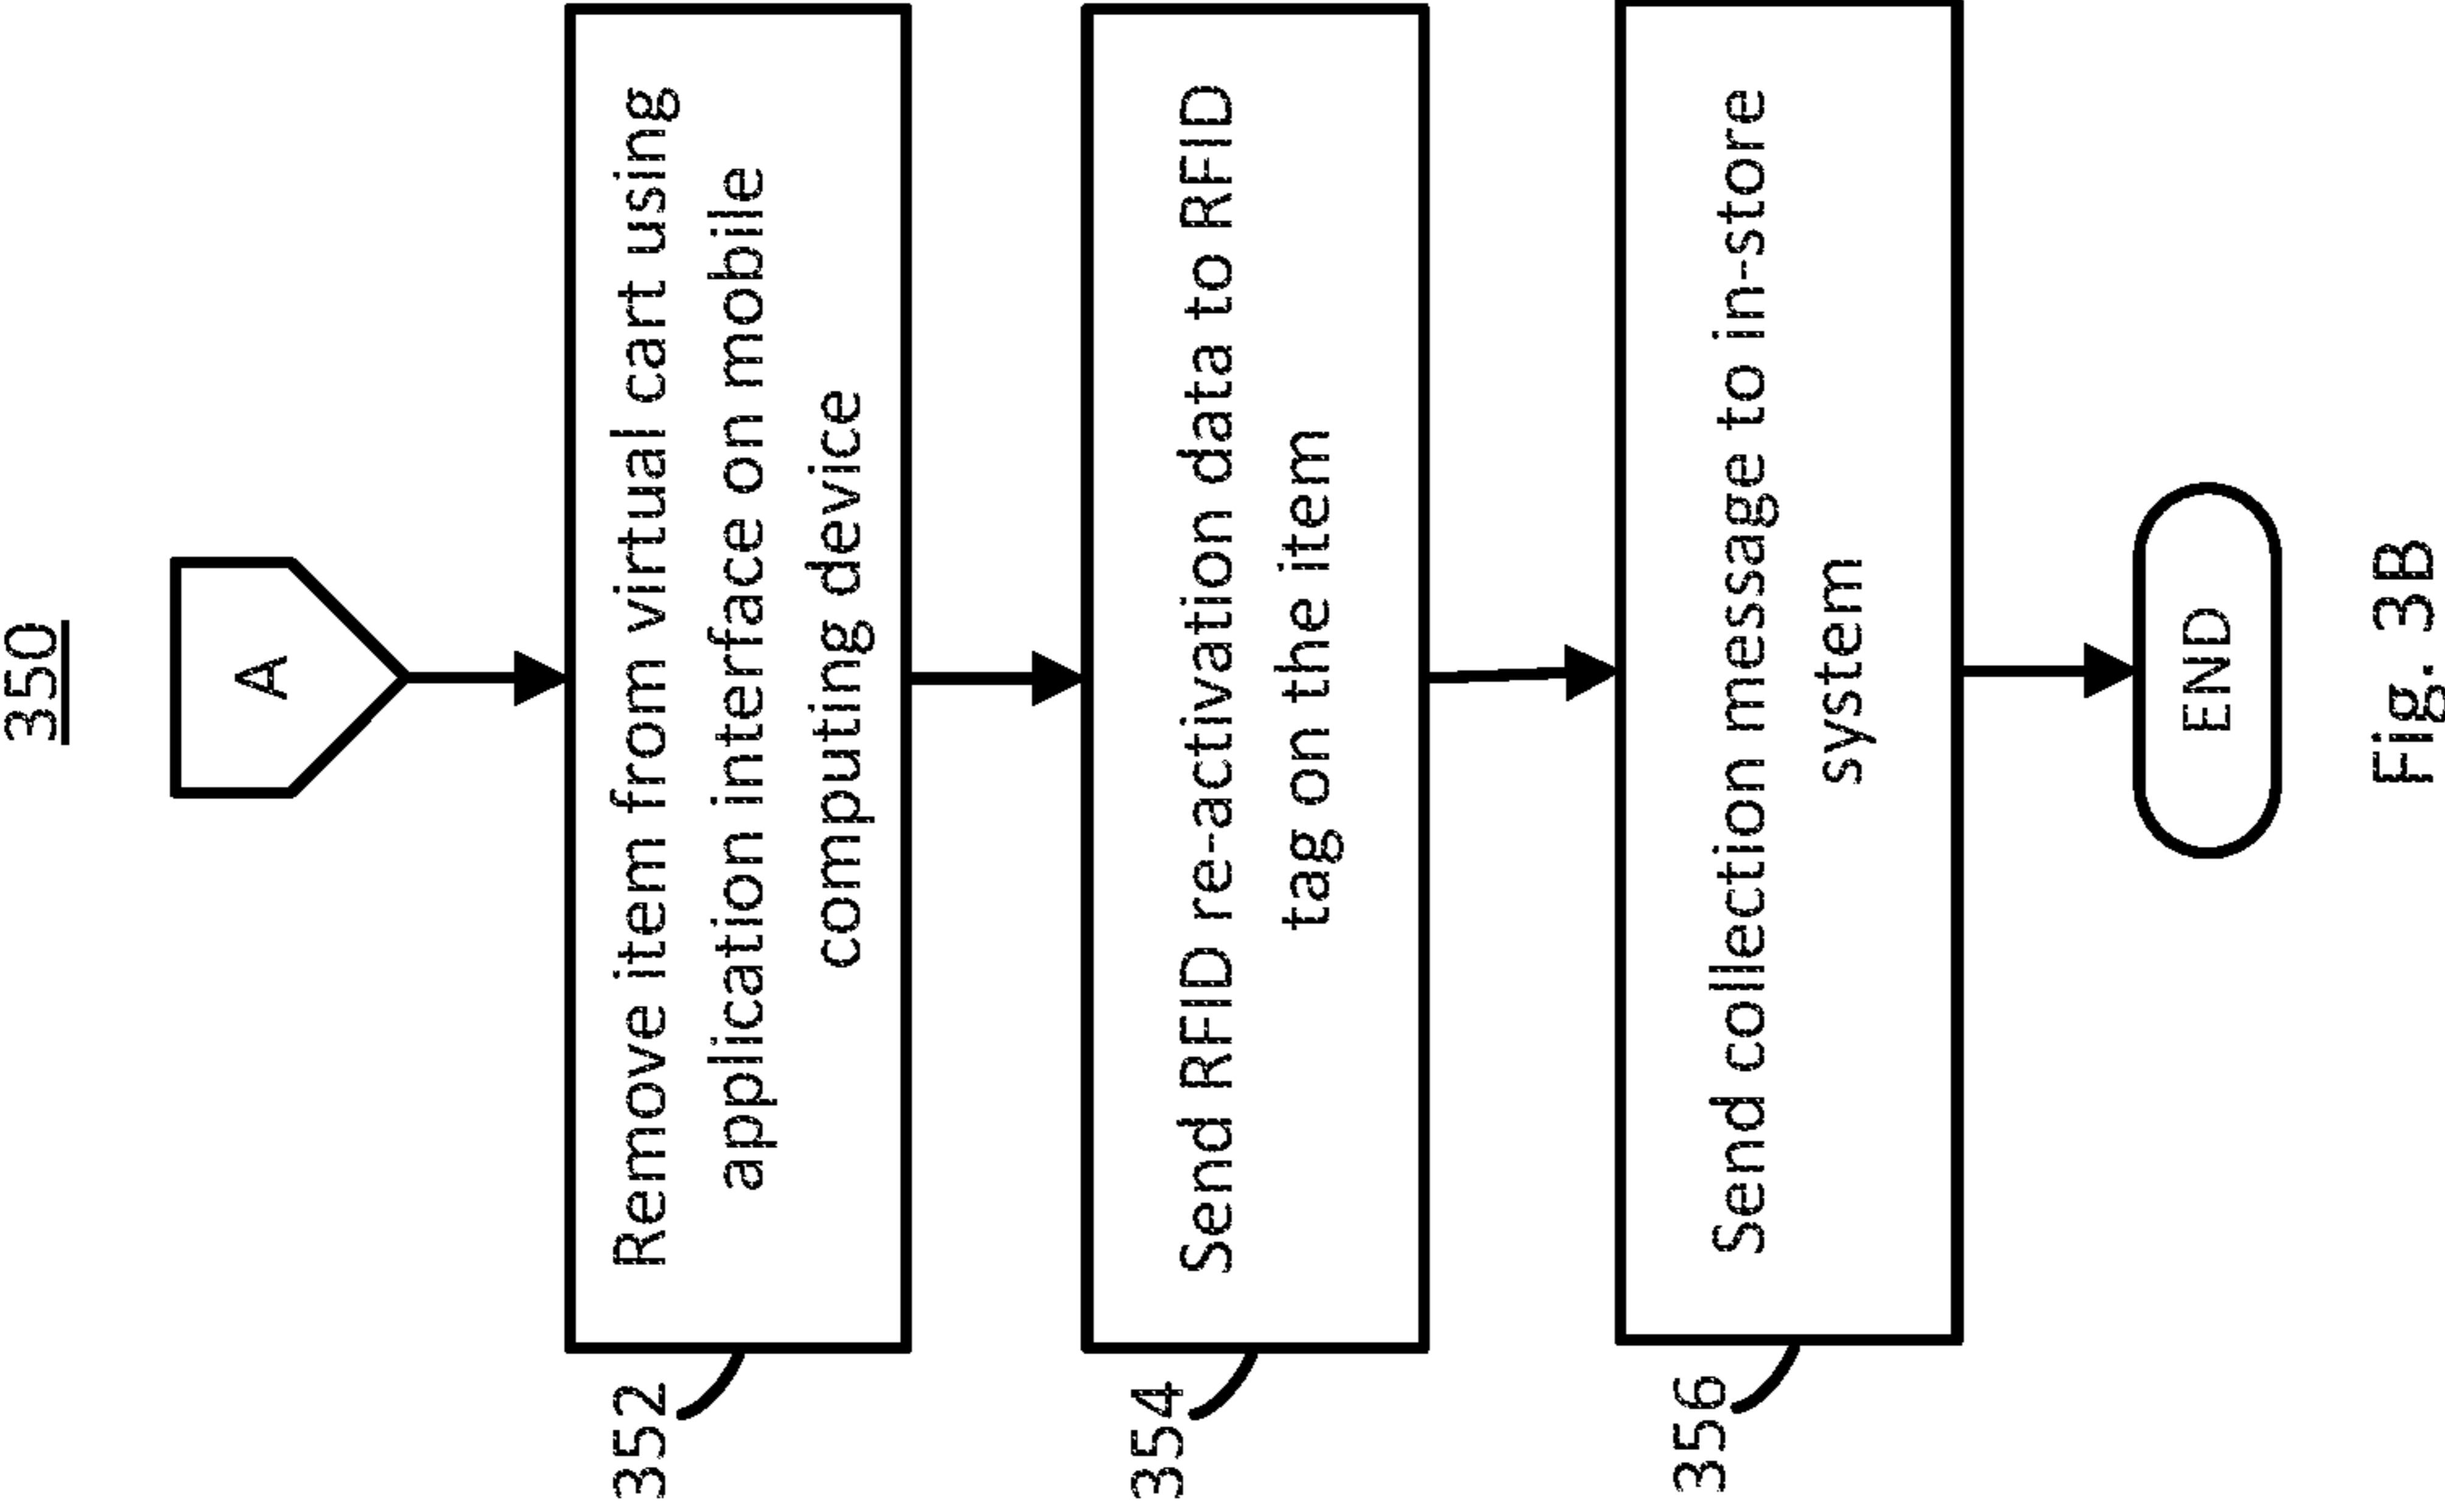 350
A
352
Remove item from virtual cart using
application interface on mobile
computing device
354
Send RFID re-activation data to RFID
tag on the item
356
Send collection message to in-store
system
END
Fig. 3B